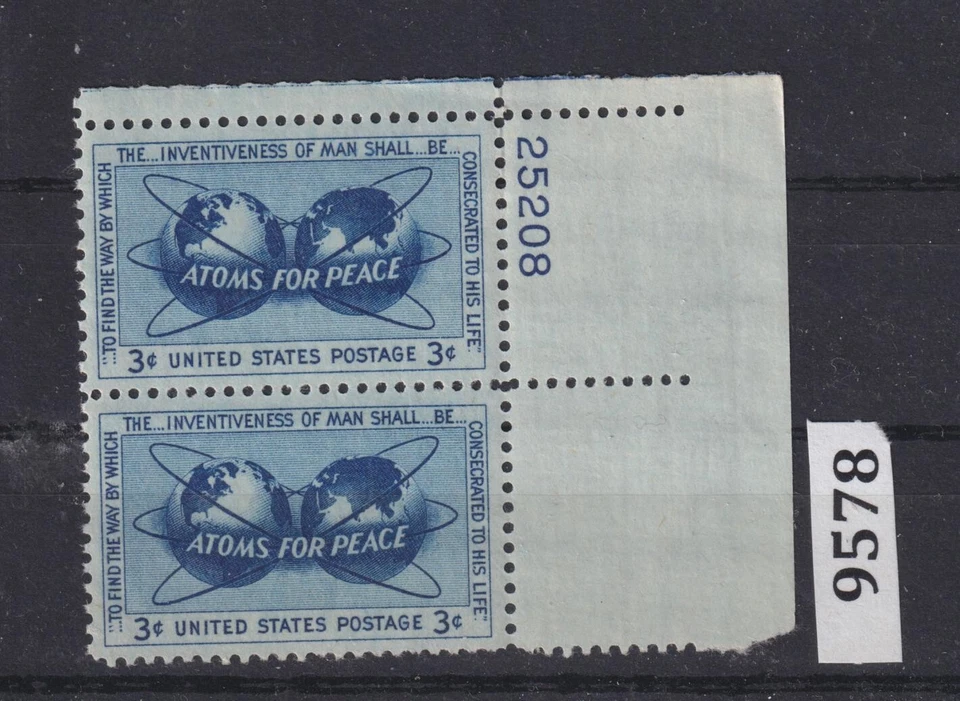 "TO FIND THE WAY BY WHICH
THE...INVENTIVENESS OF MAN SHALL...BE...
CONSECRATED TO HIS LIFE."
ATOMS FOR PEACE
3¢ UNITED STATES POSTAGE 3¢
25208
"TO FIND THE WAY BY WHICH
THE...INVENTIVENESS OF MAN SHALL...BE...
CONSECRATED TO HIS LIFE."
ATOMS FOR PEACE
3¢ UNITED STATES POSTAGE 3¢
9578